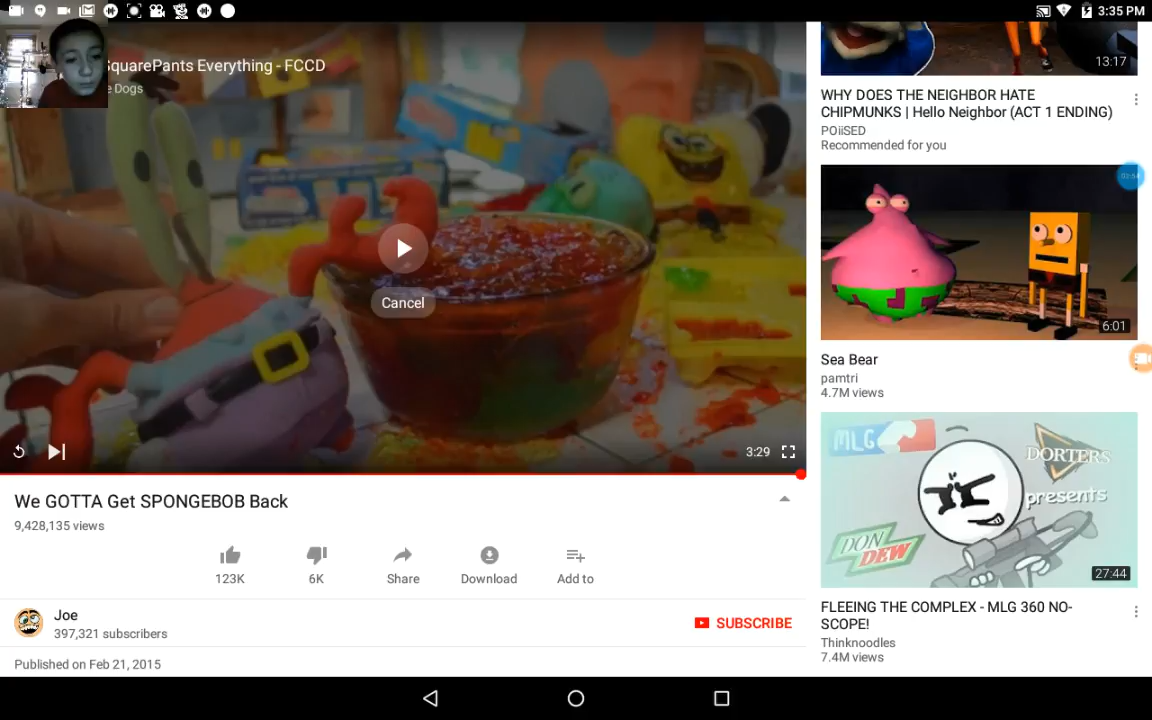 3:35 PM
SquarePants Everything - FCCD
e Dogs
Cancel
3:29
We GOTTA Get SPONGEBOB Back
9,428,135 views
123K
6K
Share
Download
Add to
Joe
397,321 subscribers
SUBSCRIBE
Published on Feb 21, 2015
13:17
WHY DOES THE NEIGHBOR HATE
CHIPMUNKS | Hello Neighbor (ACT 1 ENDING)
POiiSED
Recommended for you
6:01
Sea Bear
pamtri
4.7M views
MLG
DORTERS
presents
DON
DEW
27:44
FLEEING THE COMPLEX - MLG 360 NO-
SCOPE!
Thinknoodles
7.4M views